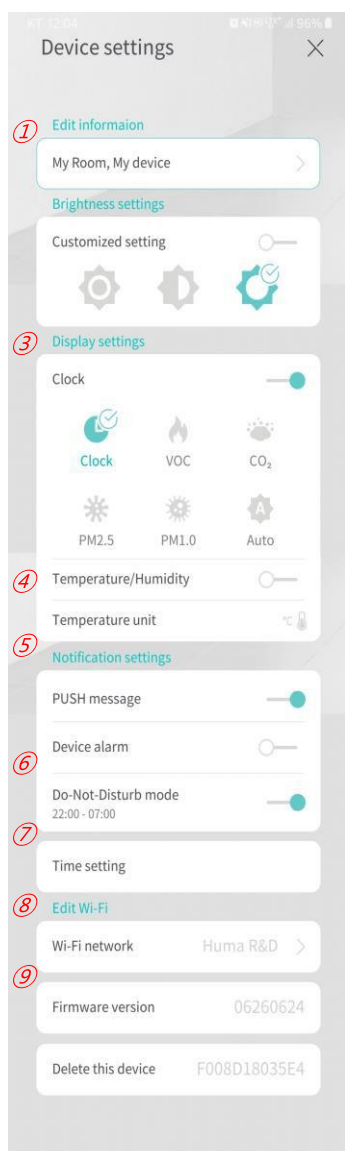 KT 12:04
96%
Device settings
① Edit informaion
My Room, My device
Brightness settings
Customized setting
③ Display settings
Clock
Clock VOC CO₂
A
PM2.5 PM1.0 Auto
④ Temperature/Humidity
Temperature unit °C
⑤
Notification settings
PUSH message
Device alarm
⑥
Do-Not-Disturb mode
22:00 - 07:00
⑦
Time setting
⑧ Edit Wi-Fi
Wi-Fi network Huma R&D
⑨
Firmware version 06260624
Delete this device F008D18035E4